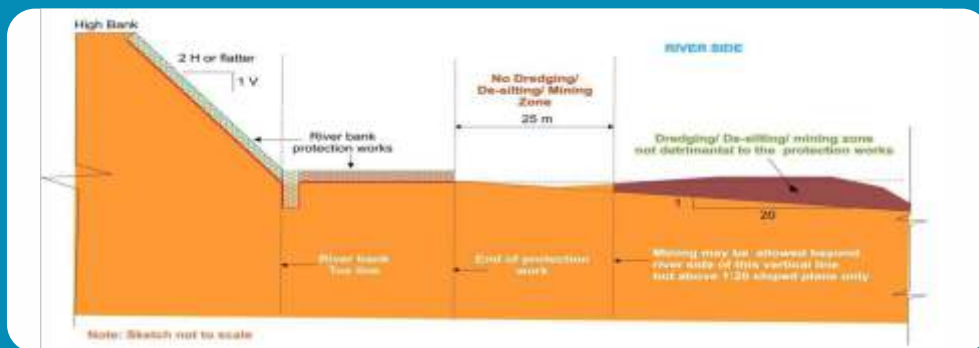 High Bank
RIVER SIDE
2 H or flatter
1 V
No Dredging/
De-silting/ Mining
Zone
25 m
River bank
protection works
Dredging/ De-silting/ mining zone
not detrimental to the protection works
1
20
River bank
Toe line
End of protection
work
Mining may be allowed beyond
river side of this vertical line
but above 1:20 sloped plane only
Note: Sketch not to scale